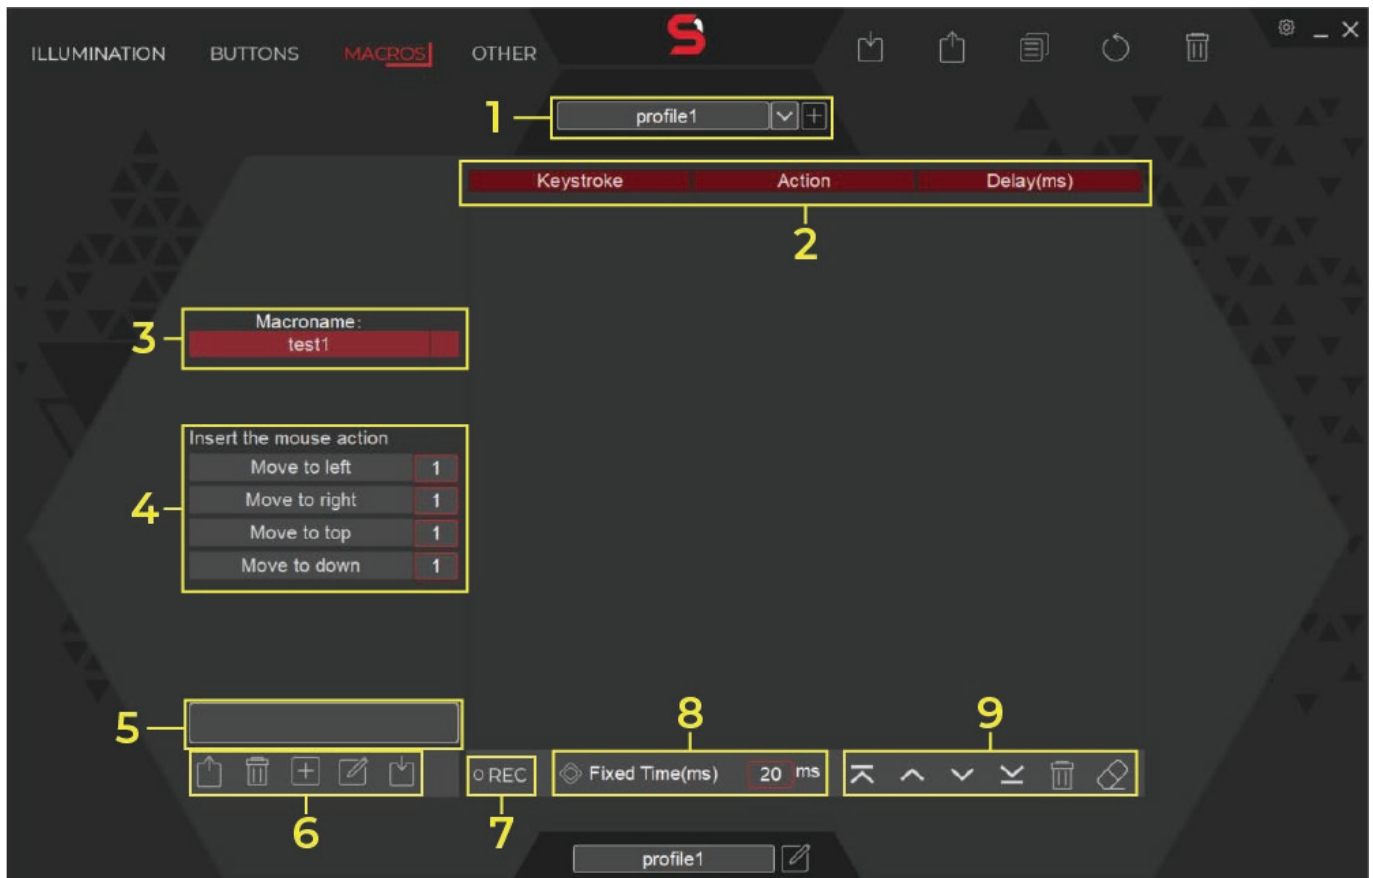 ILLUMINATION BUTTONS MACROS OTHER
1 profile1
Keystroke Action Delay(ms)
2
3 Macroname:
test1
4 Insert the mouse action
Move to left 1
Move to right 1
Move to top 1
Move to down 1
5
6
7 REC
8 Fixed Time(ms) 20 ms
9
profile1